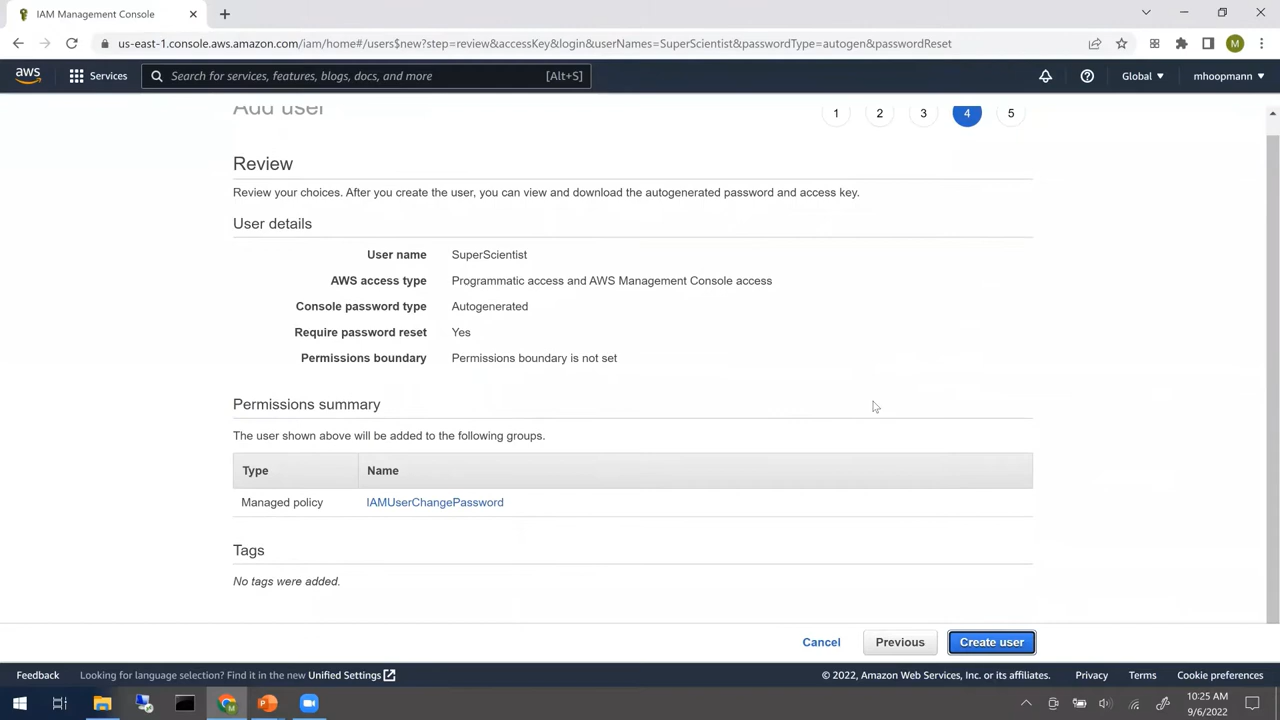 IAM Management Console
us-east-1.console.aws.amazon.com/iam/home#/users$new?step=review&accessKey&login&userNames=SuperScientist&passwordType=autogen&passwordReset
M
aws
Services
Search for services, features, blogs, docs, and more
[Alt+S]
Global
mhoopmann
Add user
1
2
3
4
5
Review
Review your choices. After you create the user, you can view and download the autogenerated password and access key.
User details
User name SuperScientist
AWS access type Programmatic access and AWS Management Console access
Console password type Autogenerated
Require password reset Yes
Permissions boundary Permissions boundary is not set
Permissions summary
The user shown above will be added to the following groups.
Type Name
Managed policy IAMUserChangePassword
Tags
No tags were added.
Cancel
Previous
Create user
Feedback
Looking for language selection? Find it in the new Unified Settings
© 2022, Amazon Web Services, Inc. or its affiliates.
Privacy
Terms
Cookie preferences
10:25 AM
9/6/2022